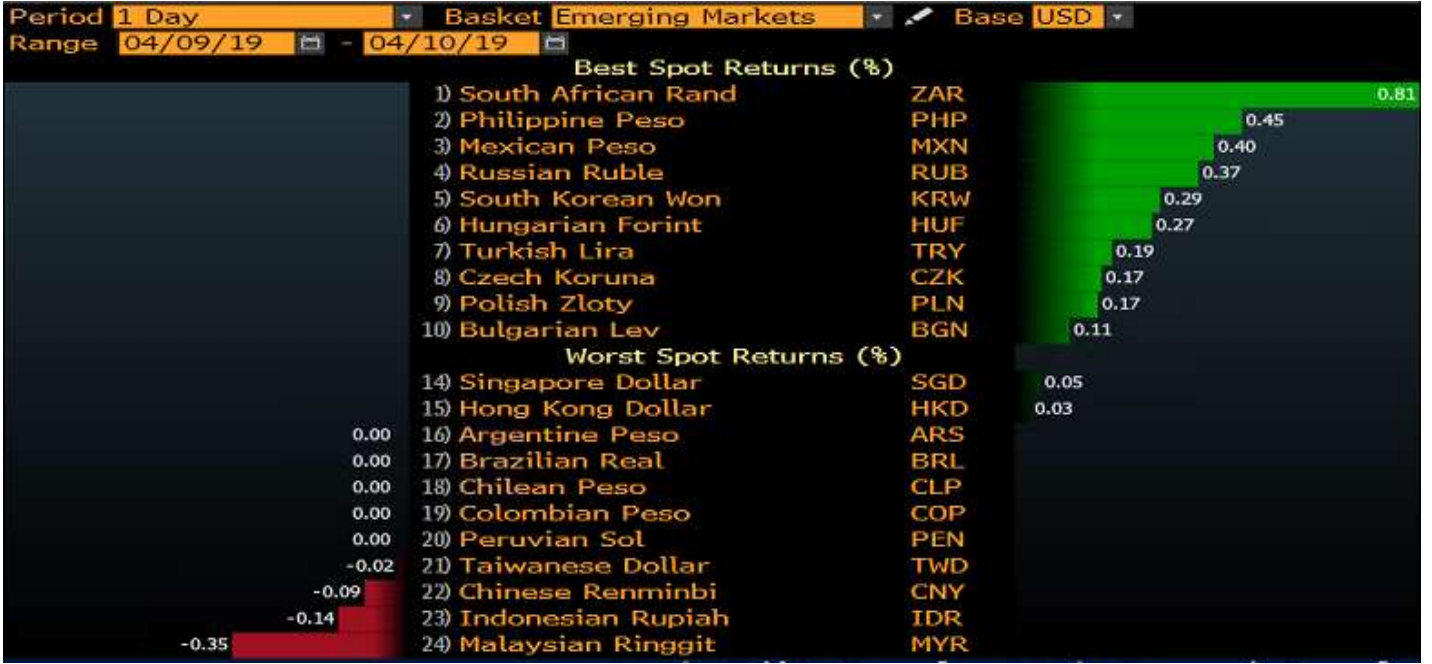 Period 1 Day Basket Emerging Markets Base USD
Range 04/09/19 - 04/10/19
Best Spot Returns (%)
1) South African Rand ZAR 0.81
2) Philippine Peso PHP 0.45
3) Mexican Peso MXN 0.40
4) Russian Ruble RUB 0.37
5) South Korean Won KRW 0.29
6) Hungarian Forint HUF 0.27
7) Turkish Lira TRY 0.19
8) Czech Koruna CZK 0.17
9) Polish Zloty PLN 0.17
10) Bulgarian Lev BGN 0.11
Worst Spot Returns (%)
14) Singapore Dollar SGD 0.05
15) Hong Kong Dollar HKD 0.03
0.00 16) Argentine Peso ARS
0.00 17) Brazilian Real BRL
0.00 18) Chilean Peso CLP
0.00 19) Colombian Peso COP
0.00 20) Peruvian Sol PEN
-0.02 21) Taiwanese Dollar TWD
-0.09 22) Chinese Renminbi CNY
-0.14 23) Indonesian Rupiah IDR
-0.35 24) Malaysian Ringgit MYR